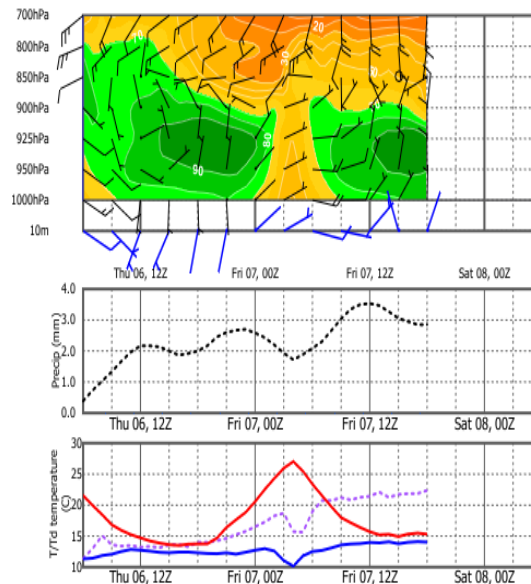 700hPa
800hPa
850hPa
900hPa
925hPa
950hPa
1000hPa
10m
70
20
30
80
90
Thu 06, 12Z Fri 07, 00Z Fri 07, 12Z Sat 08, 00Z
4.0
3.0
2.0
1.0
0.0
Precip (mm)
Thu 06, 12Z Fri 07, 00Z Fri 07, 12Z Sat 08, 00Z
30
25
20
15
10
T/Td temperature
(C)
Thu 06, 12Z Fri 07, 00Z Fri 07, 12Z Sat 08, 00Z